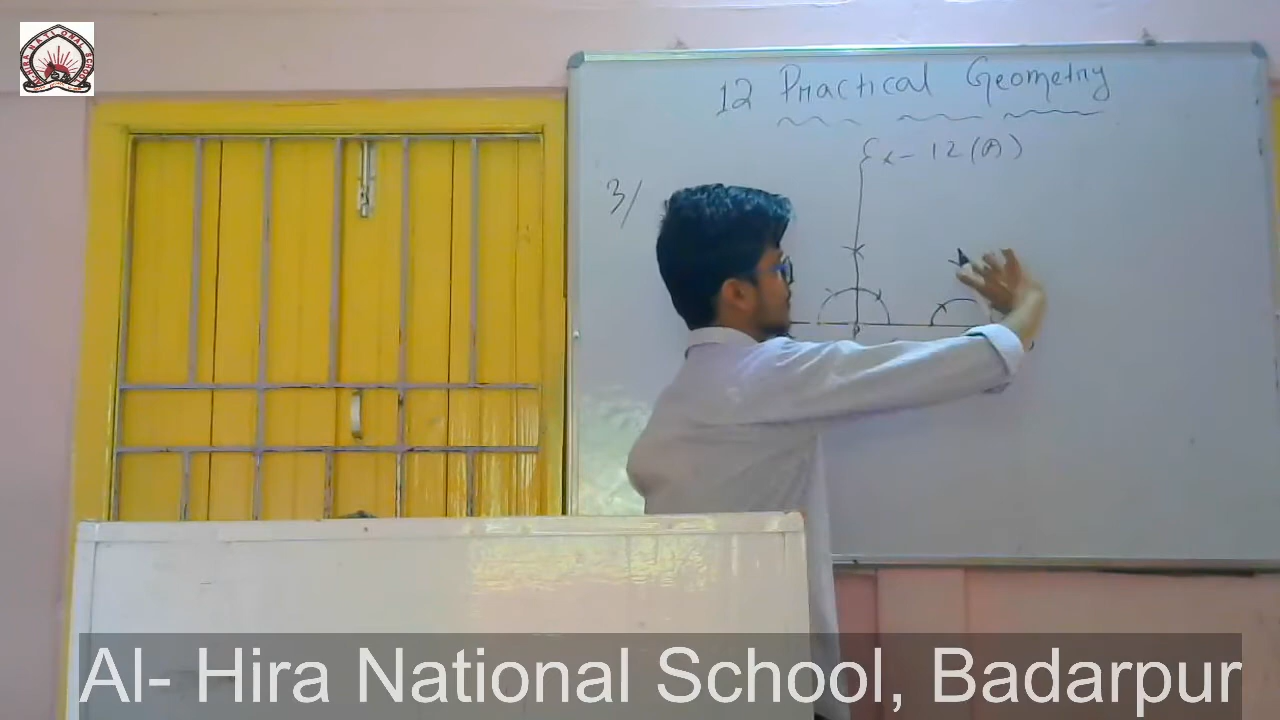 12 Practical Geometry
Ex-12(A)
3/
P
Al- Hira National School, Badarpur